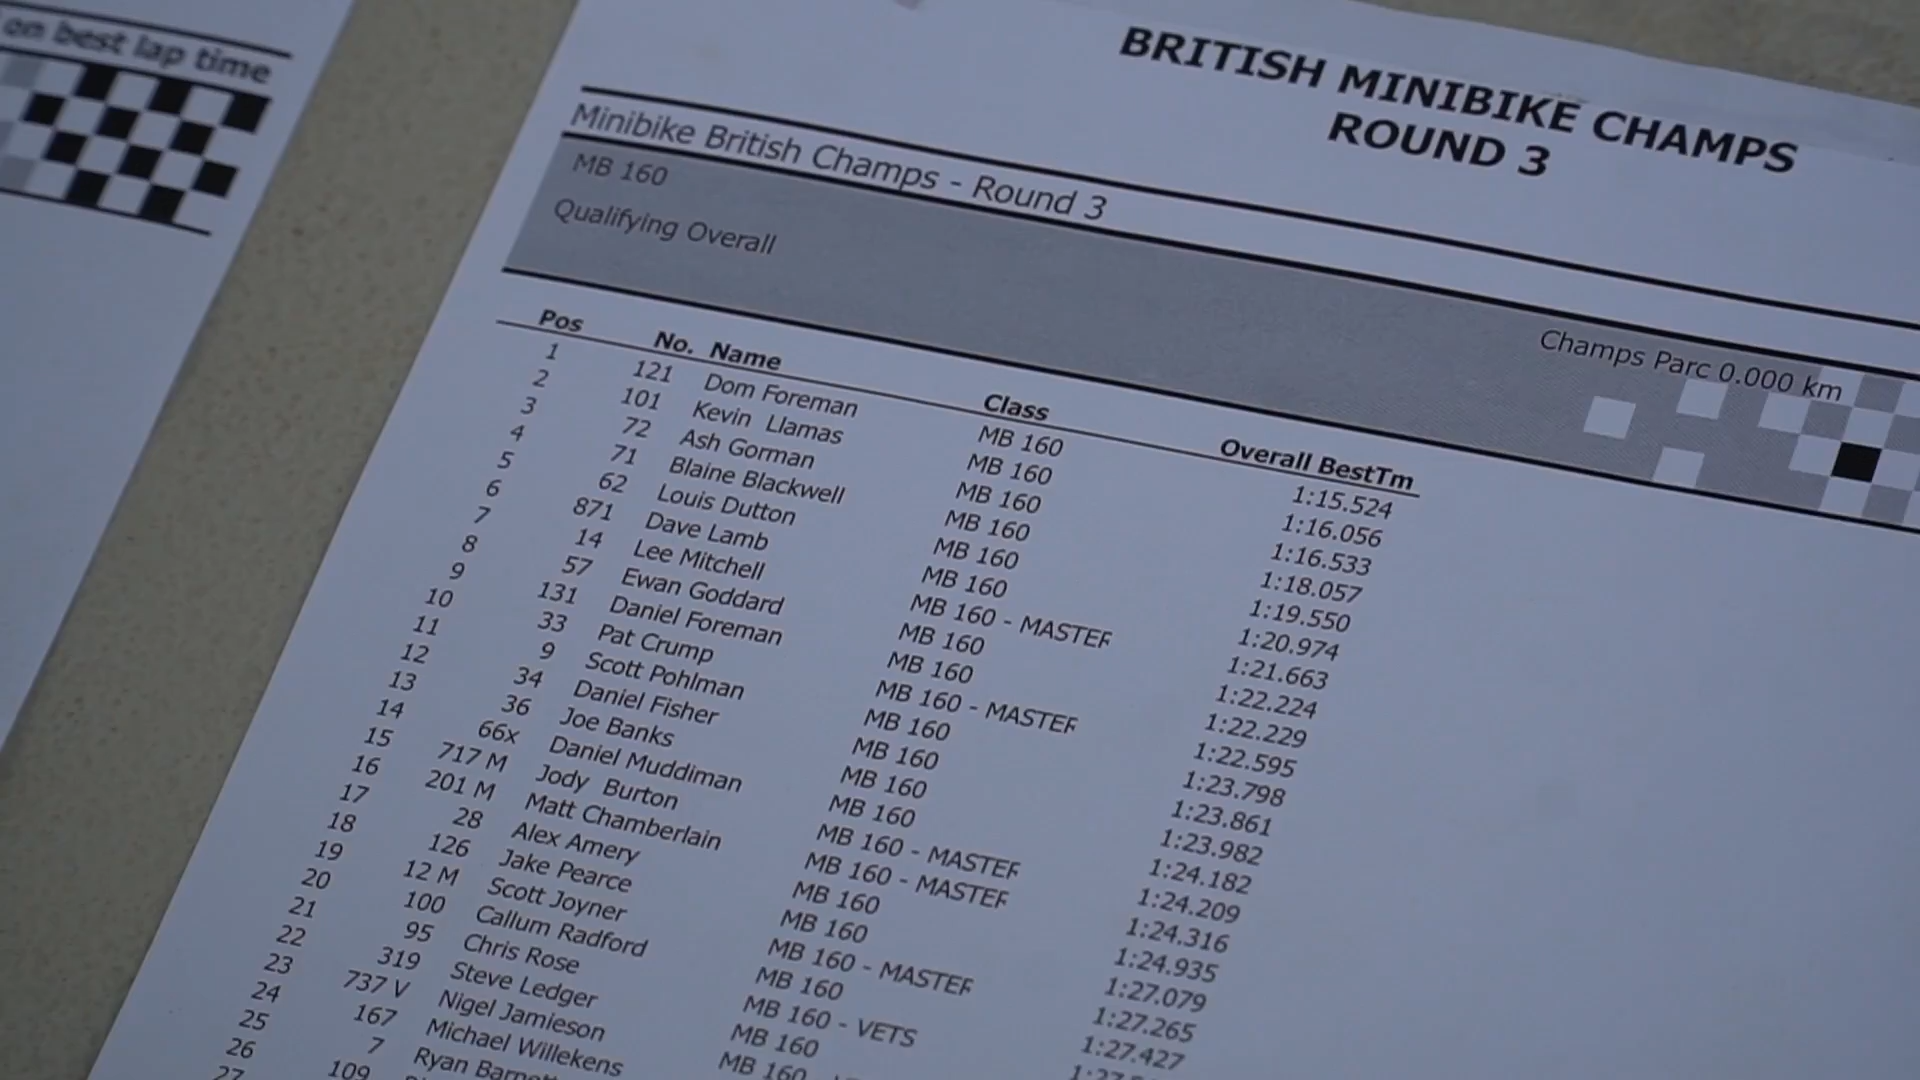 on best lap time
BRITISH MINIBIKE CHAMPS
ROUND 3
Minibike British Champs - Round 3
MB 160
Qualifying Overall
Champs Parc 0.000 km
Pos No. Name Class Overall BestTm
1 121 Dom Foreman MB 160 1:15.524
2 101 Kevin Llamas MB 160 1:16.056
3 72 Ash Gorman MB 160 1:16.533
4 71 Blaine Blackwell MB 160 1:18.057
5 62 Louis Dutton MB 160 1:19.550
6 871 Dave Lamb MB 160 1:20.974
7 14 Lee Mitchell MB 160 - MASTER 1:21.663
8 57 Ewan Goddard MB 160 1:22.224
9 131 Daniel Foreman MB 160 1:22.229
10 33 Pat Crump MB 160 - MASTER 1:22.595
11 9 Scott Pohlman MB 160 1:23.798
12 34 Daniel Fisher MB 160 1:23.861
13 36 Joe Banks MB 160 1:23.982
14 66x Daniel Muddiman MB 160 1:24.182
15 717 M Jody Burton MB 160 - MASTER 1:24.209
16 201 M Matt Chamberlain MB 160 - MASTER 1:24.316
17 28 Alex Amery MB 160 1:24.935
18 126 Jake Pearce MB 160 1:27.079
19 12 M Scott Joyner MB 160 - MASTER 1:27.265
20 100 Callum Radford MB 160 1:27.427
21 95 Chris Rose MB 160 - VETS
22 319 Steve Ledger MB 160
23 737 V Nigel Jamieson MB 160
24 167 Michael Willekens
25 7 Ryan
26 109
27